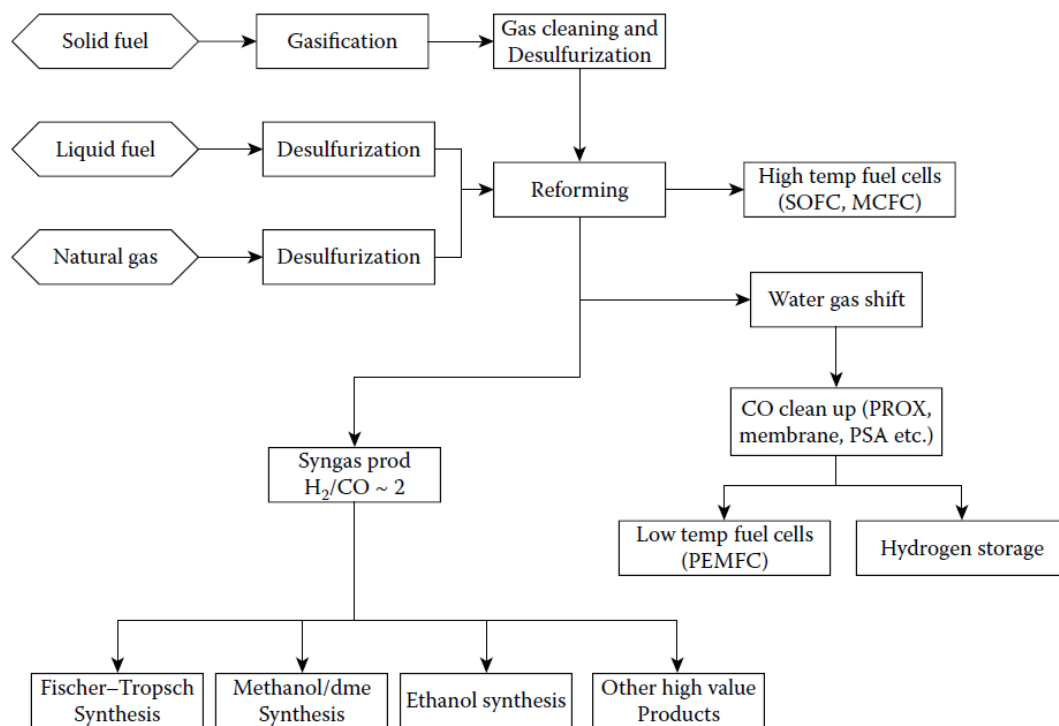 Solid fuel
Gasification
Gas cleaning and
Desulfurization
Liquid fuel
Desulfurization
Reforming
High temp fuel cells
(SOFC, MCFC)
Natural gas
Desulfurization
Water gas shift
CO clean up (PROX,
membrane, PSA etc.)
Syngas prod
H₂/CO ~ 2
Low temp fuel cells
(PEMFC)
Hydrogen storage
Fischer–Tropsch
Synthesis
Methanol/dme
Synthesis
Ethanol synthesis
Other high value
Products